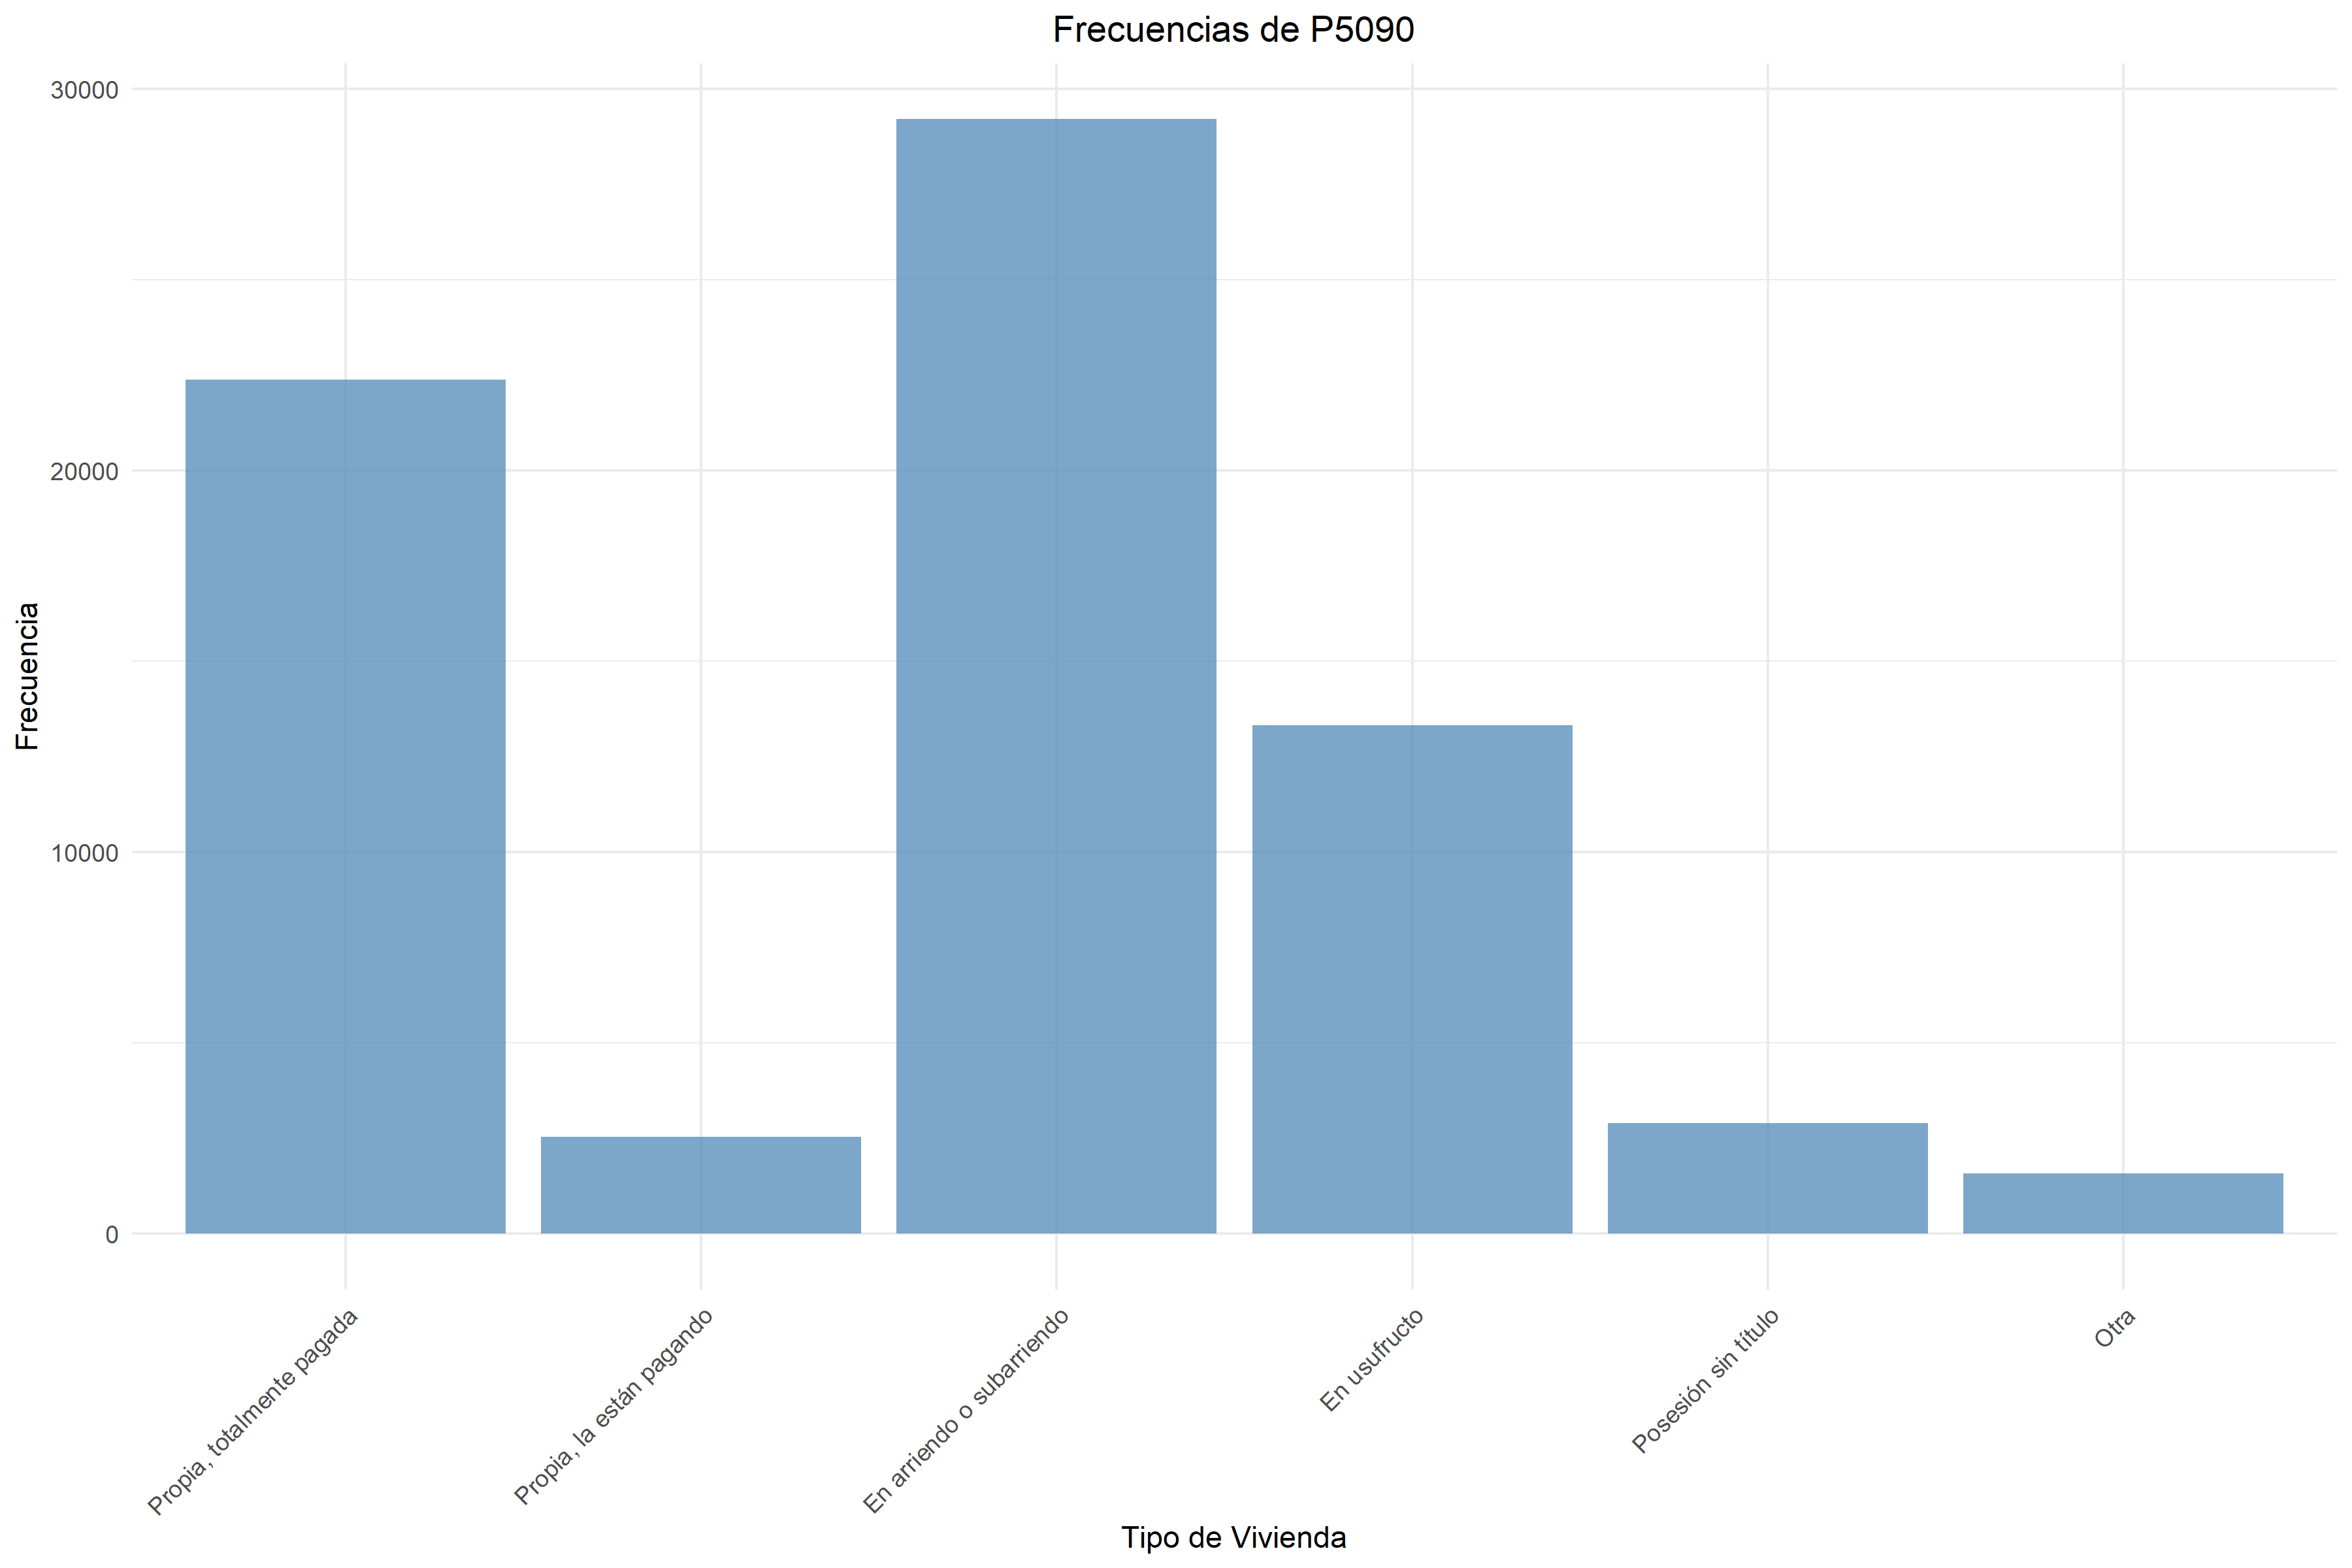 Frecuencias de P5090
30000
20000
10000
0
Frecuencia
Propia, totalmente pagada
Propia, la están pagando
En arriendo o subarriendo
En usufructo
Posesión sin título
Otra
Tipo de Vivienda